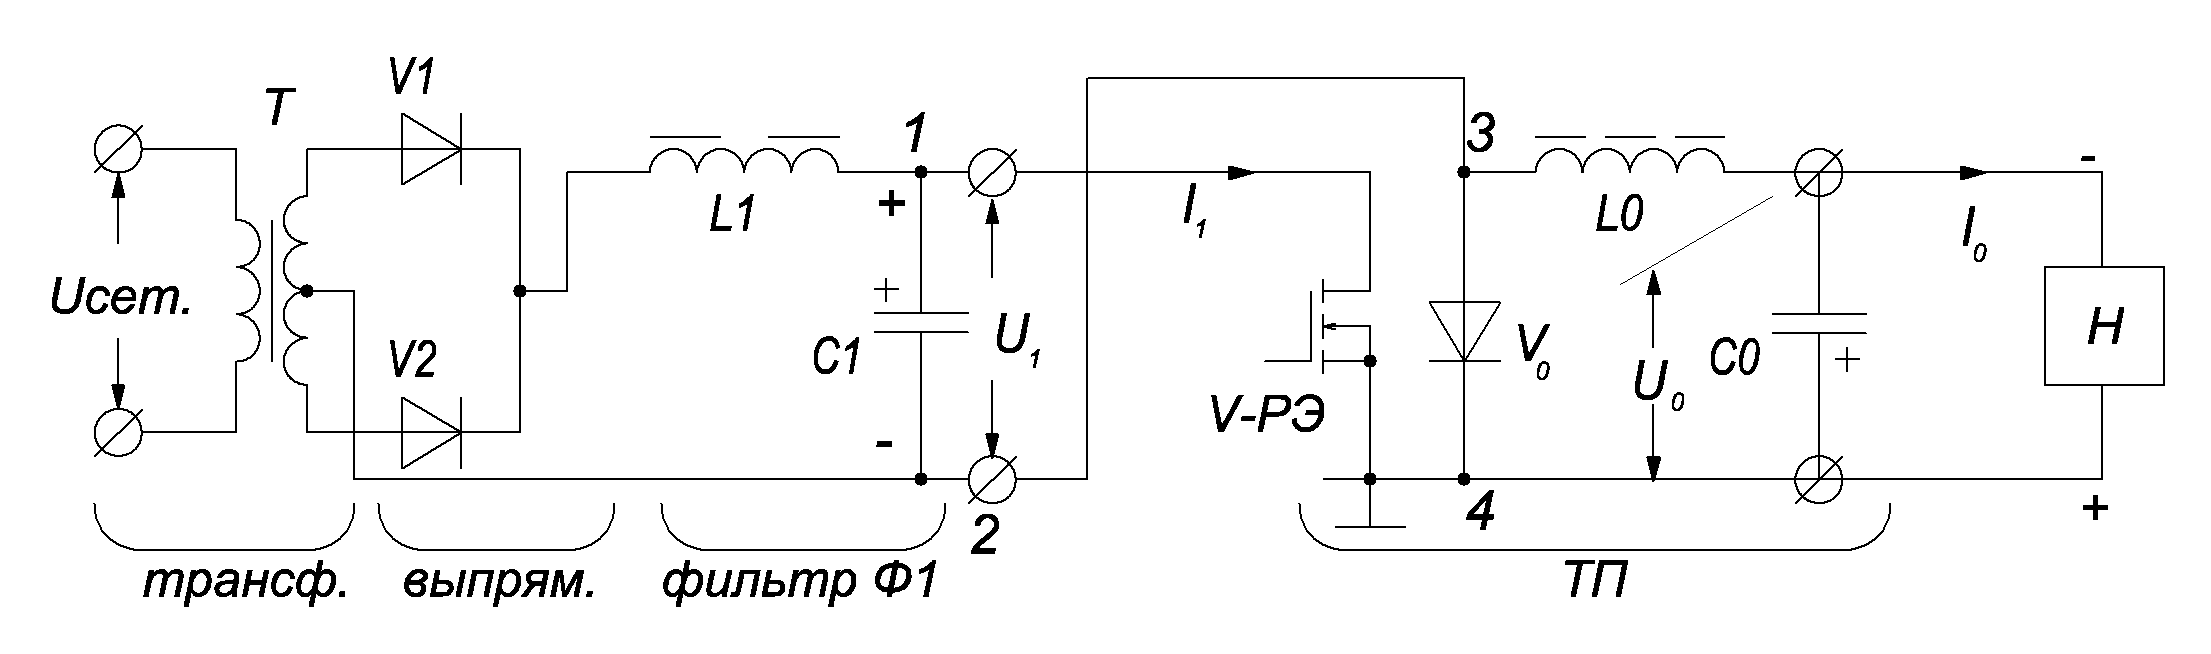 T
V1
Uсет.
V2
L1
1
+
+
C1
-
U1
2
I1
V-РЭ
3
V0
4
L0
U0
C0
+
I0
-
Н
+
трансф.
выпрям.
фильтр Ф1
ТП